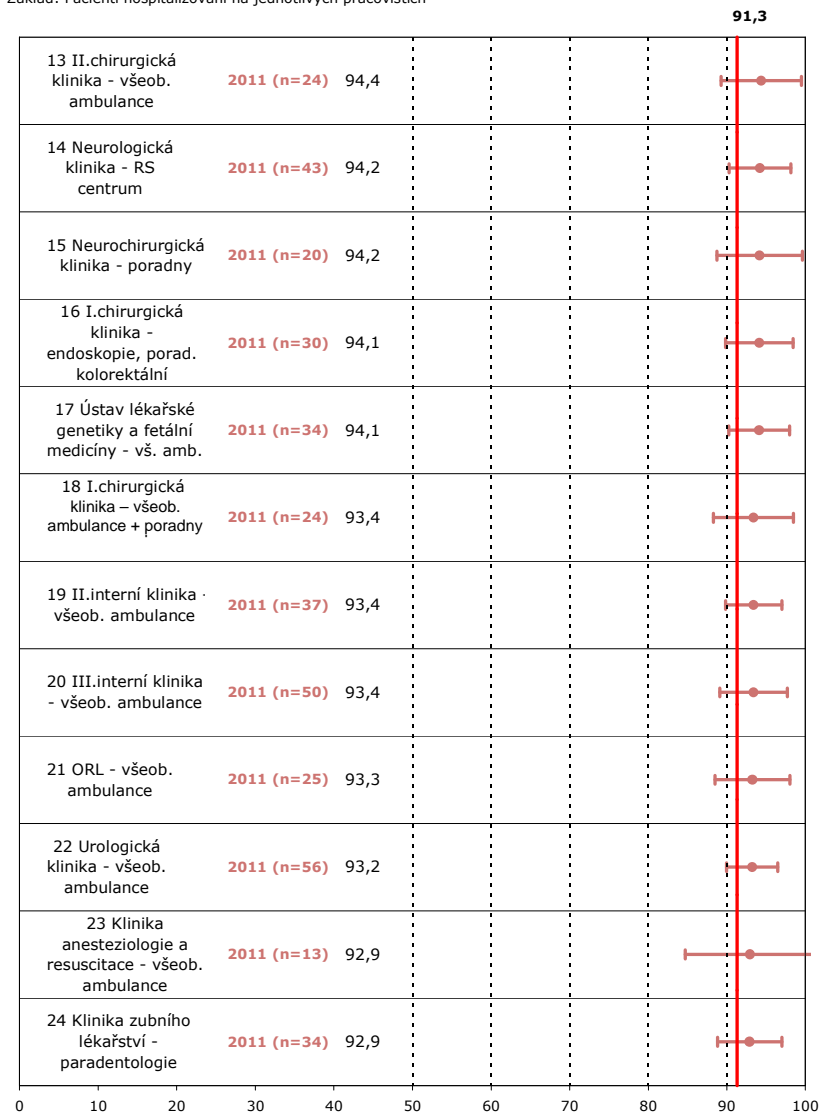 Základ: Pacienti hospitalizovaní na jednotlivých pracovištích
91,3
13 II.chirurgická
klinika - všeob.
ambulance
2011 (n=24) 94,4
14 Neurologická
klinika - RS
centrum
2011 (n=43) 94,2
15 Neurochirurgická
klinika - poradny
2011 (n=20) 94,2
16 I.chirurgická
klinika -
endoskopie, porad.
kolorektální
2011 (n=30) 94,1
17 Ústav lékařské
genetiky a fetální
medicíny - vš. amb.
2011 (n=34) 94,1
18 I.chirurgická
klinika – všeob.
ambulance + poradny
2011 (n=24) 93,4
19 II.interní klinika -
všeob. ambulance
2011 (n=37) 93,4
20 III.interní klinika
- všeob. ambulance
2011 (n=50) 93,4
21 ORL - všeob.
ambulance
2011 (n=25) 93,3
22 Urologická
klinika - všeob.
ambulance
2011 (n=56) 93,2
23 Klinika
anesteziologie a
resuscitace - všeob.
ambulance
2011 (n=13) 92,9
24 Klinika zubního
lékařství -
paradentologie
2011 (n=34) 92,9
0 10 20 30 40 50 60 70 80 90 100